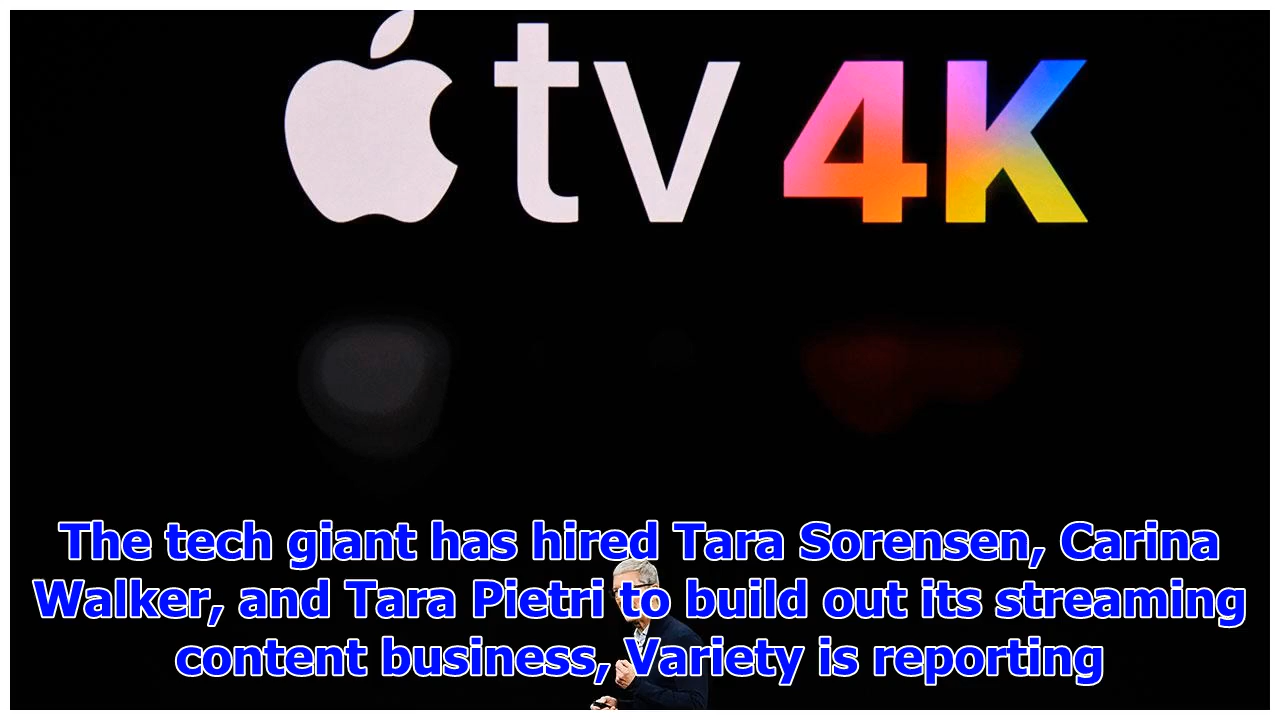 tv 4K
The tech giant has hired Tara Sorensen, Carina
Walker, and Tara Pietri to build out its streaming
content business, Variety is reporting